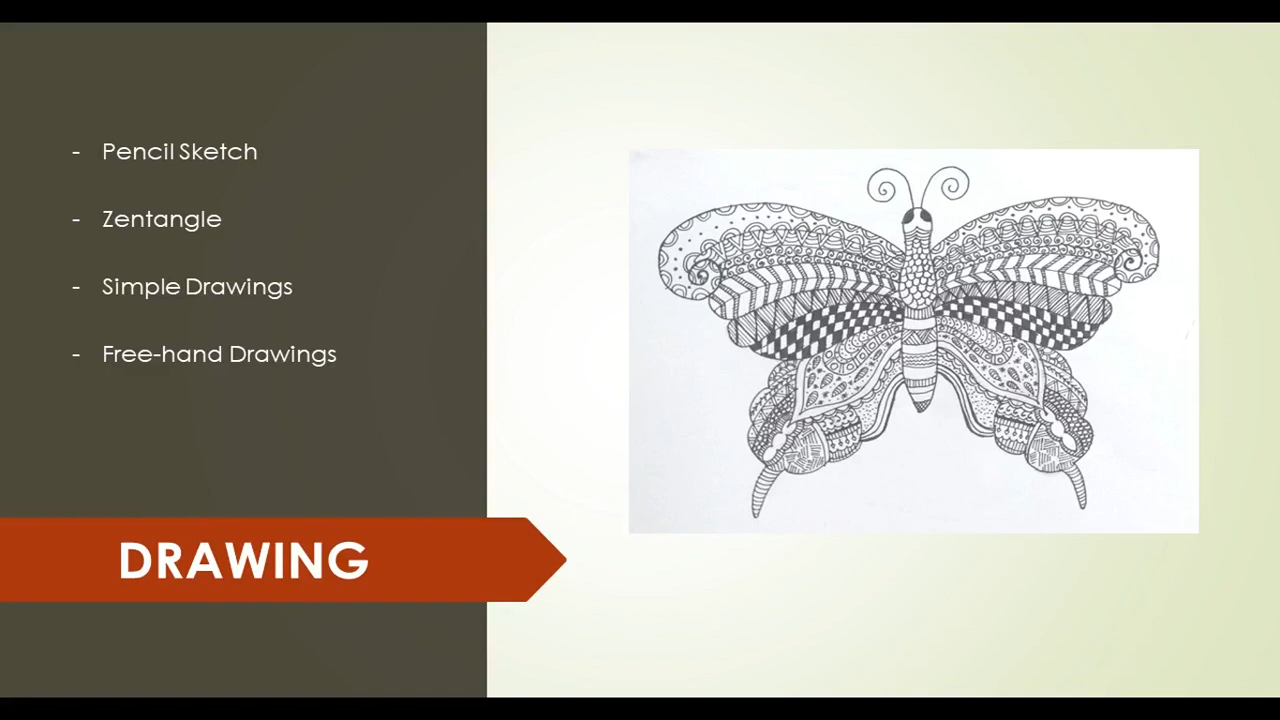 - Pencil Sketch
- Zentangle
- Simple Drawings
- Free-hand Drawings
DRAWING